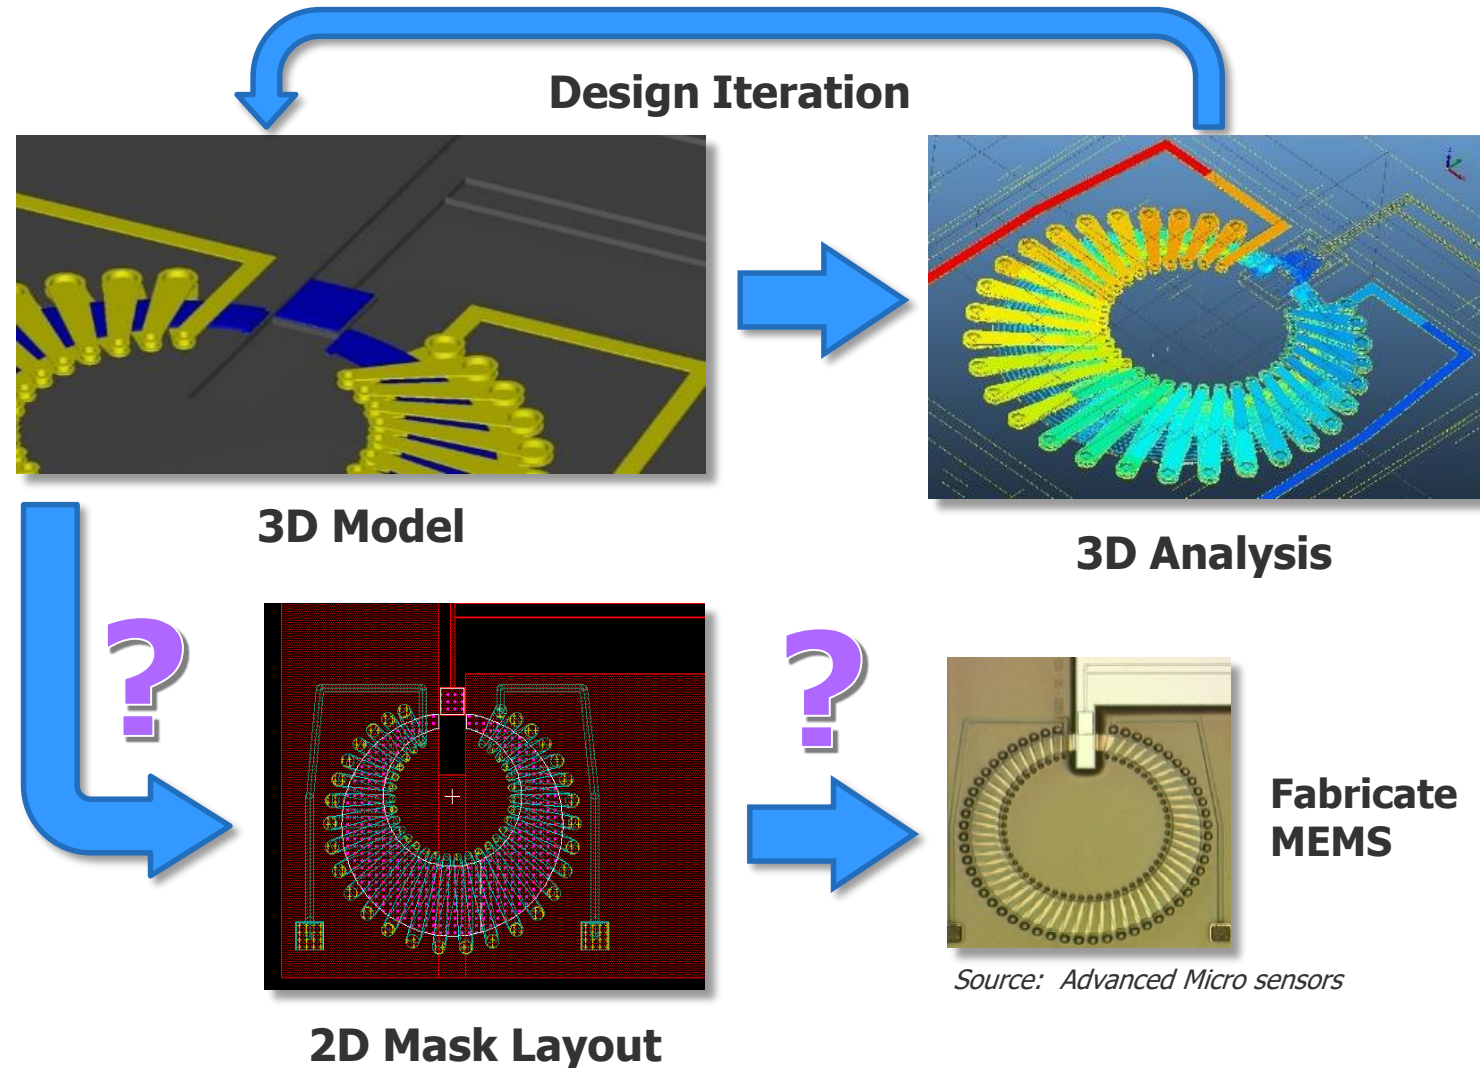 Design Iteration
3D Model
3D Analysis
?
?
Fabricate
MEMS
Source: Advanced Micro sensors
2D Mask Layout